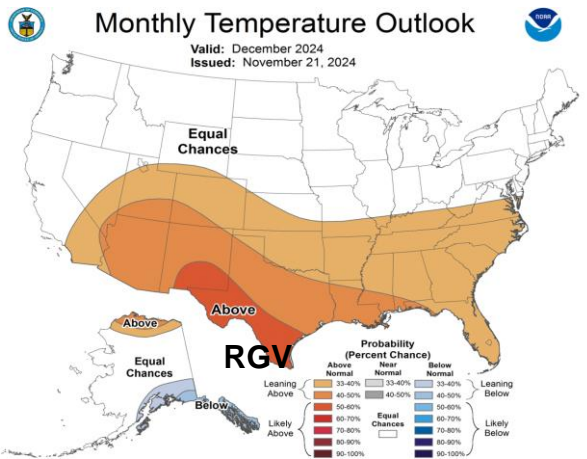 Monthly Temperature Outlook
NOAA
Valid: December 2024
Issued: November 21, 2024
Equal
Chances
Above
RGV
Above
Equal
Chances
Below
Probability
(Percent Chance)
Above
Normal
Near
Normal
Below
Normal
Leaning
Above
33-40%
40-50%
50-60%
60-70%
70-80%
80-90%
90-100%
Likely
Above
33-40%
40-50%
Equal
Chances
33-40%
40-50%
50-60%
60-70%
70-80%
80-90%
90-100%
Leaning
Below
Likely
Below